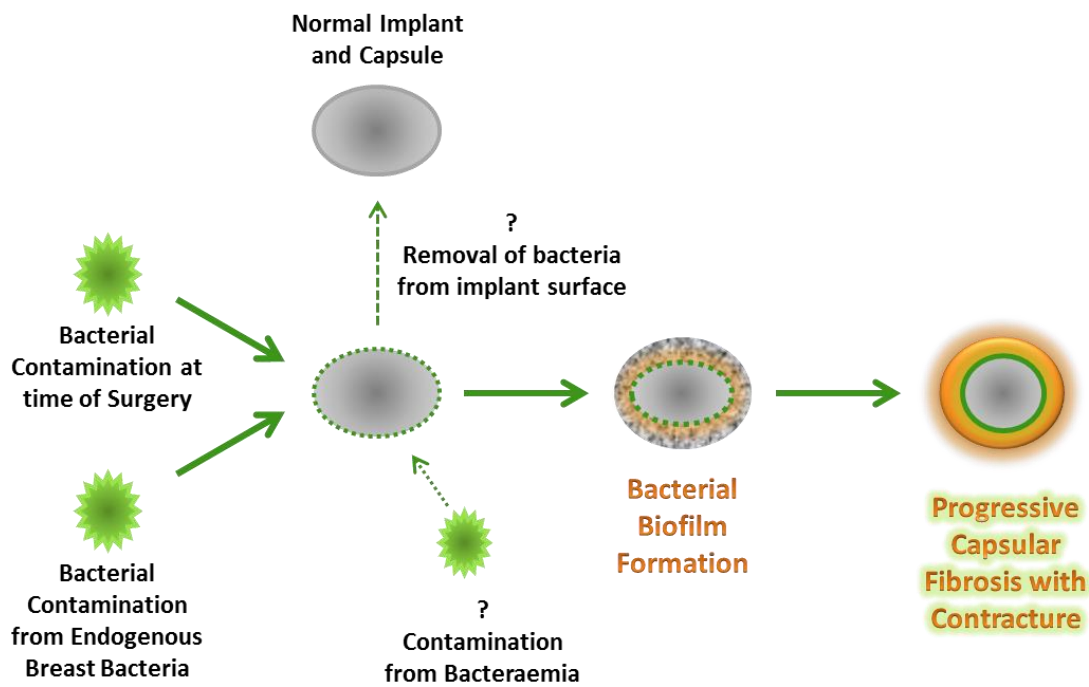 Normal Implant
and Capsule
?
Removal of bacteria
from implant surface
Bacterial
Contamination at
time of Surgery
Bacterial
Contamination
from Endogenous
Breast Bacteria
?
Contamination
from Bacteraemia
Bacterial
Biofilm
Formation
Progressive
Capsular
Fibrosis with
Contracture